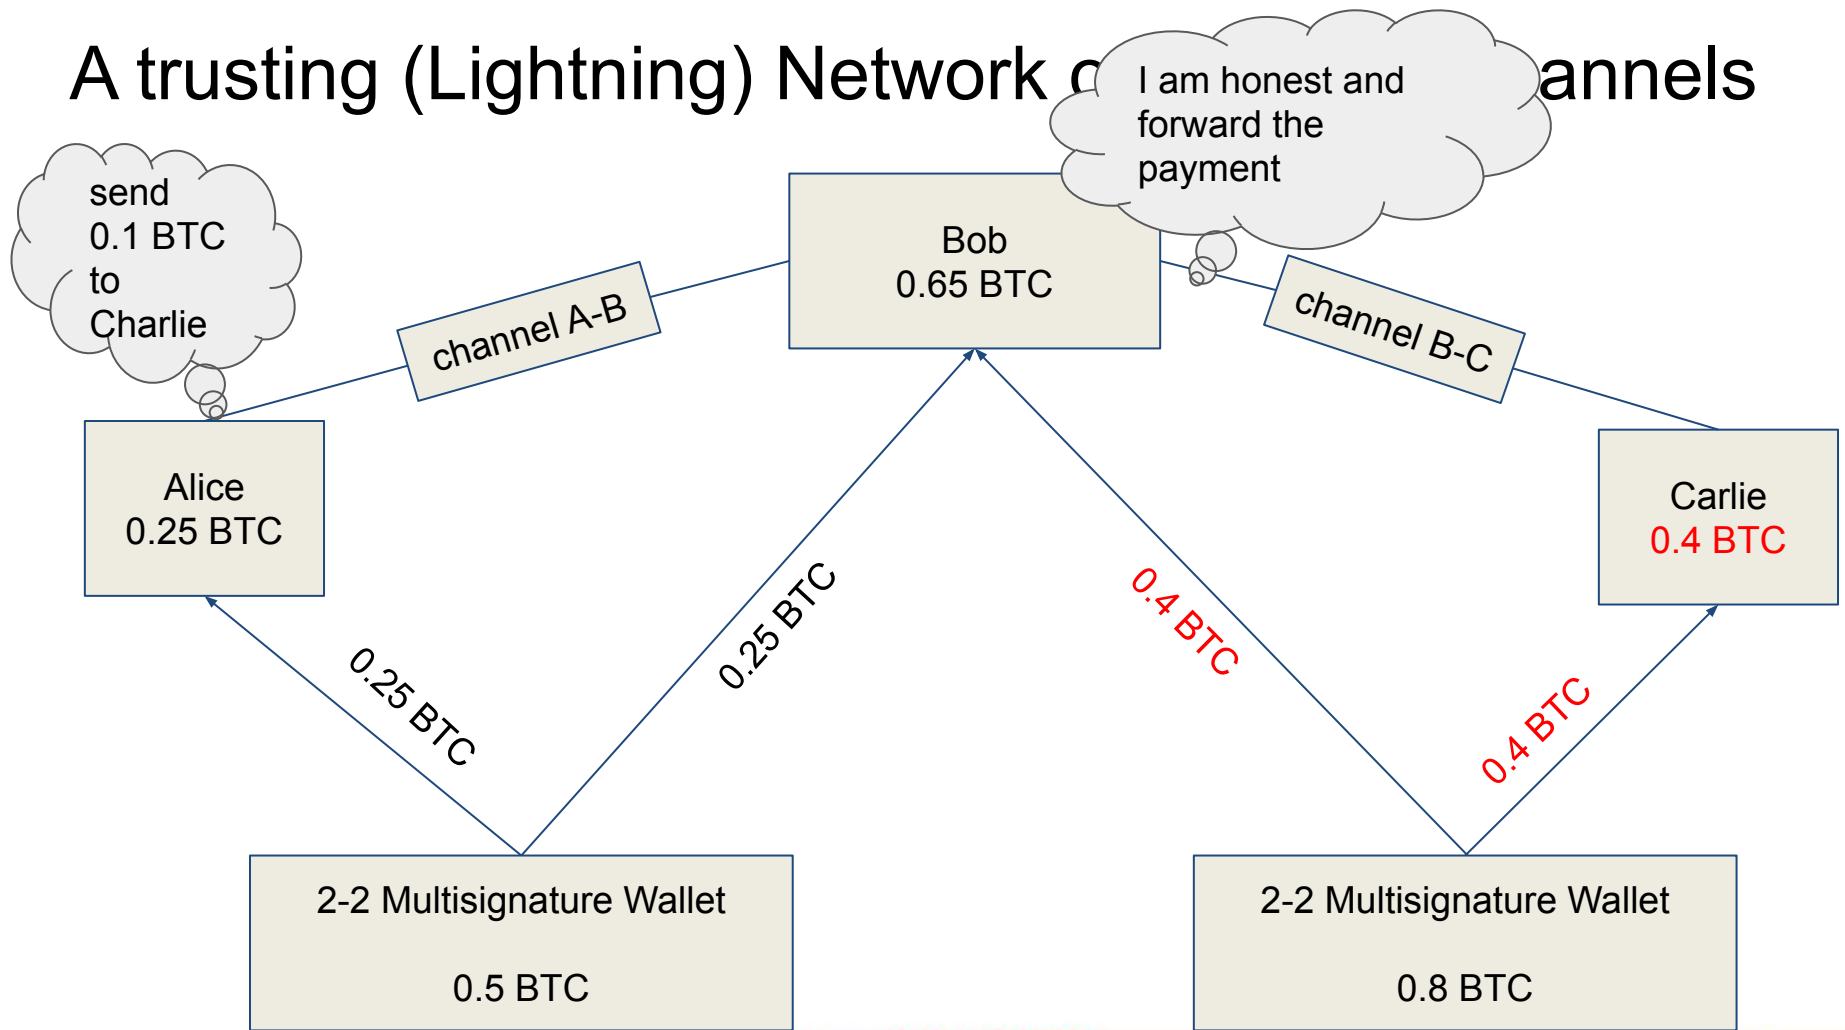 A trusting (Lightning) Network
annels
I am honest and
forward the
payment
send
0.1 BTC
to
Charlie
Bob
0.65 BTC
channel A-B
channel B-C
Alice
0.25 BTC
Carlie
0.4 BTC
0.25 BTC
0.25 BTC
0.4 BTC
0.4 BTC
2-2 Multisignature Wallet
0.5 BTC
2-2 Multisignature Wallet
0.8 BTC